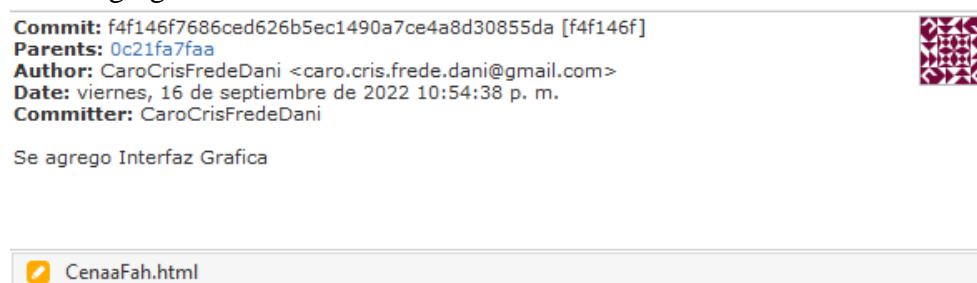 Commit: f4f146f7686ced626b5ec1490a7ce4a8d30855da [f4f146f]
Parents: 0c21fa7faa
Author: CaroCrisFredeDani <caro.cris.frede.dani@gmail.com>
Date: viernes, 16 de septiembre de 2022 10:54:38 p. m.
Committer: CaroCrisFredeDani
Se agrego Interfaz Grafica
CenaaFah.html